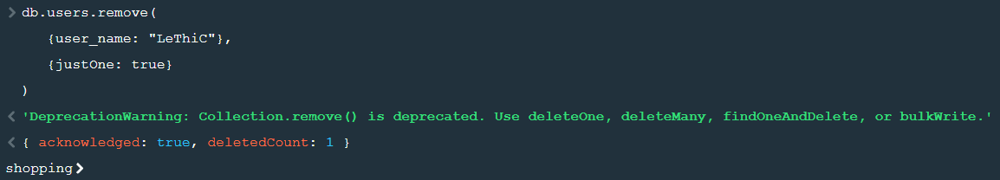 > db.users.remove(
{user_name: "LeThiC"},
{justOne: true}
)
< 'DeprecationWarning: Collection.remove() is deprecated. Use deleteOne, deleteMany, findOneAndDelete, or bulkWrite.'
< { acknowledged: true, deletedCount: 1 }
shopping>